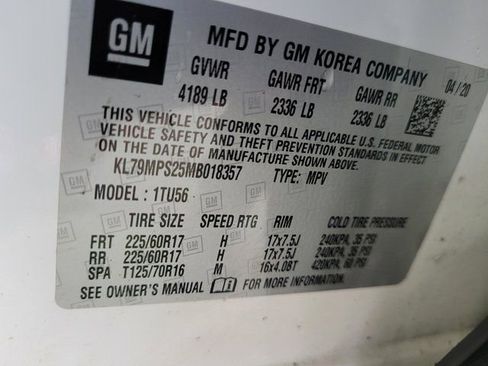 GM
MFD BY GM KOREA COMPANY
GVWR GAWR FRT GAWR RR 04/20
4189 LB 2336 LB 2336 LB
THIS VEHICLE CONFORMS TO ALL APPLICABLE U.S. FEDERAL MOTOR
VEHICLE SAFETY AND THEFT PREVENTION STANDARDS IN EFFECT
ON THE DATE OF MANUFACTURE SHOWN ABOVE.
KL79MPS25MB018357 TYPE: MPV
MODEL: 1TU56
TIRE SIZE SPEED RTG RIM COLD TIRE PRESSURE
FRT 225/60R17 H 17x7.5J 240KPA, 35 PSI
RR 225/60R17 H 17x7.5J 240KPA, 35 PSI
SPA T125/70R16 M 16x4.0BT 420KPA, 60 PSI
SEE OWNER'S MANUAL FOR MORE INFORMATION.